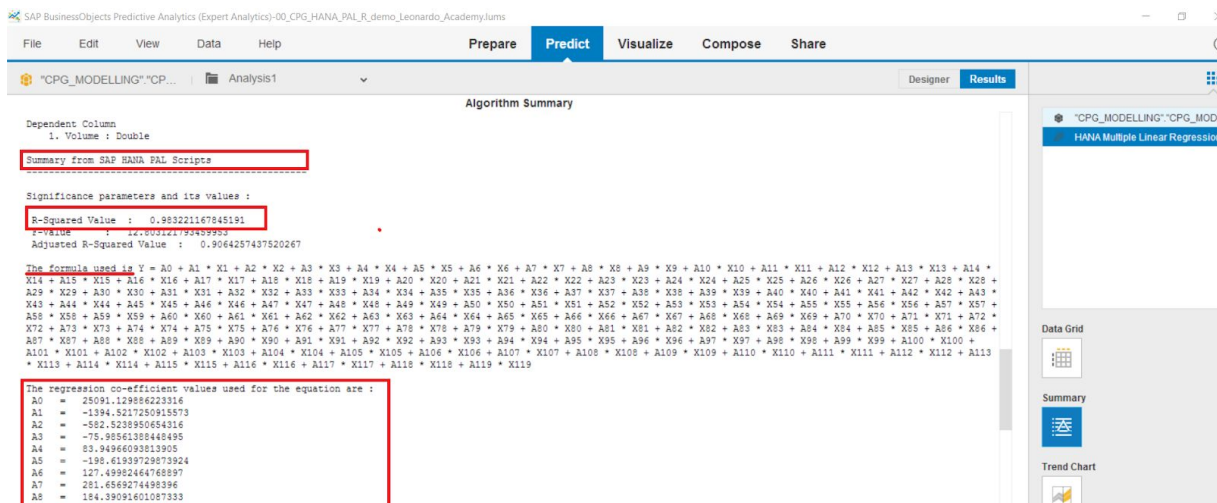 SAP BusinessObjects Predictive Analytics (Expert Analytics)-00_CPG_HANA_PAL_R_demo_Leonardo_Academy.lums
File Edit View Data Help Prepare Predict Visualize Compose Share
"CPG_MODELLING"."CP... Analysis1 Designer Results
Algorithm Summary
"CPG_MODELLING"."CPG_MOD
HANA Multiple Linear Regressio
Dependent Column
1. Volume : Double
Summary from SAP HANA PAL Scripts
-------------------------------------------------
Significance parameters and its values :
R-Squared Value : 0.983221167845191
F-value : 12.803121793459953
Adjusted R-Squared Value : 0.9064257437520267
The formula used is Y = A0 + A1 * X1 + A2 * X2 + A3 * X3 + A4 * X4 + A5 * X5 + A6 * X6 + A7 * X7 + A8 * X8 + A9 * X9 + A10 * X10 + A11 * X11 + A12 * X12 + A13 * X13 + A14 *
X14 + A15 * X15 + A16 * X16 + A17 * X17 + A18 * X18 + A19 * X19 + A20 * X20 + A21 * X21 + A22 * X22 + A23 * X23 + A24 * X24 + A25 * X25 + A26 * X26 + A27 * X27 + A28 * X28 +
A29 * X29 + A30 * X30 + A31 * X31 + A32 * X32 + A33 * X33 + A34 * X34 + A35 * X35 + A36 * X36 + A37 * X37 + A38 * X38 + A39 * X39 + A40 * X40 + A41 * X41 + A42 * X42 + A43 *
X43 + A44 * X44 + A45 * X45 + A46 * X46 + A47 * X47 + A48 * X48 + A49 * X49 + A50 * X50 + A51 * X51 + A52 * X52 + A53 * X53 + A54 * X54 + A55 * X55 + A56 * X56 + A57 * X57 +
A58 * X58 + A59 * X59 + A60 * X60 + A61 * X61 + A62 * X62 + A63 * X63 + A64 * X64 + A65 * X65 + A66 * X66 + A67 * X67 + A68 * X68 + A69 * X69 + A70 * X70 + A71 * X71 + A72 *
X72 + A73 * X73 + A74 * X74 + A75 * X75 + A76 * X76 + A77 * X77 + A78 * X78 + A79 * X79 + A80 * X80 + A81 * X81 + A82 * X82 + A83 * X83 + A84 * X84 + A85 * X85 + A86 * X86 +
A87 * X87 + A88 * X88 + A89 * X89 + A90 * X90 + A91 * X91 + A92 * X92 + A93 * X93 + A94 * X94 + A95 * X95 + A96 * X96 + A97 * X97 + A98 * X98 + A99 * X99 + A100 * X100 +
A101 * X101 + A102 * X102 + A103 * X103 + A104 * X104 + A105 * X105 + A106 * X106 + A107 * X107 + A108 * X108 + A109 * X109 + A110 * X110 + A111 * X111 + A112 * X112 + A113
* X113 + A114 * X114 + A115 * X115 + A116 * X116 + A117 * X117 + A118 * X118 + A119 * X119
The regression co-efficient values used for the equation are :
A0 = 25091.129886223316
A1 = -1394.5217250915573
A2 = -582.5238950654316
A3 = -75.98561388448495
A4 = 83.94966093813905
A5 = -198.61939729873924
A6 = 127.49982464768897
A7 = 281.6569274498396
A8 = 184.39091601087333
Data Grid
Summary
Trend Chart